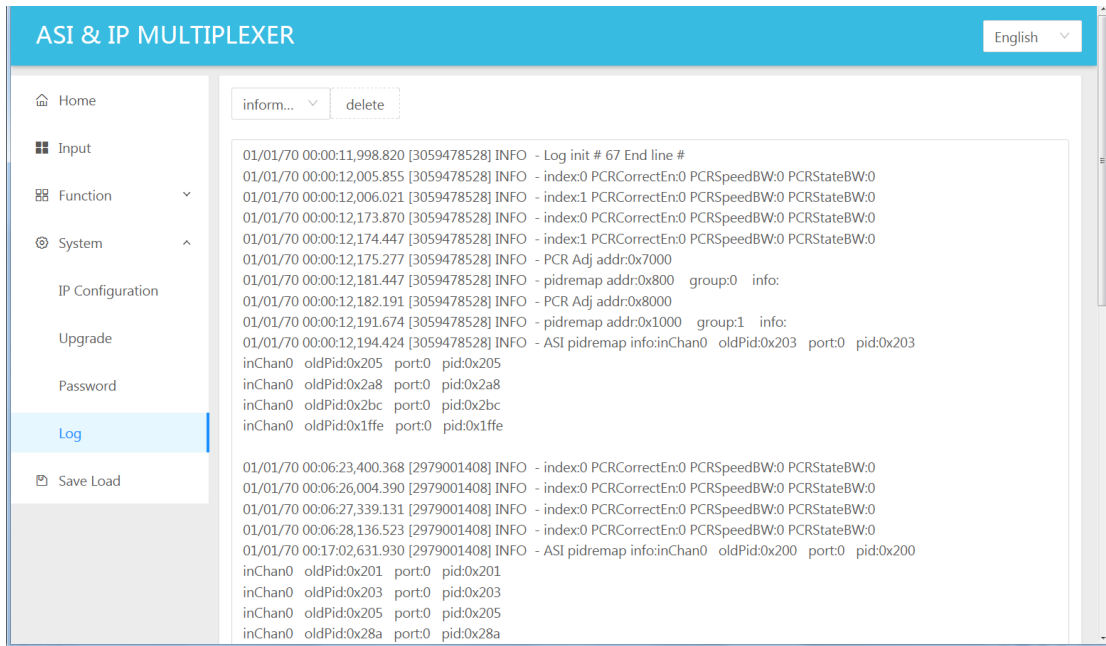 ASI & IP MULTIPLEXER
English
Home
Input
Function
System
IP Configuration
Upgrade
Password
Log
Save Load
inform... delete
01/01/70 00:00:11,998.820 [3059478528] INFO - Log init # 67 End line #
01/01/70 00:00:12,005.855 [3059478528] INFO - index:0 PCRCorrectEn:0 PCRSpeedBW:0 PCRStateBW:0
01/01/70 00:00:12,006.021 [3059478528] INFO - index:1 PCRCorrectEn:0 PCRSpeedBW:0 PCRStateBW:0
01/01/70 00:00:12,173.870 [3059478528] INFO - index:0 PCRCorrectEn:0 PCRSpeedBW:0 PCRStateBW:0
01/01/70 00:00:12,174.447 [3059478528] INFO - index:1 PCRCorrectEn:0 PCRSpeedBW:0 PCRStateBW:0
01/01/70 00:00:12,175.277 [3059478528] INFO - PCR Adj addr:0x7000
01/01/70 00:00:12,181.447 [3059478528] INFO - pidremap addr:0x800 group:0 info:
01/01/70 00:00:12,182.191 [3059478528] INFO - PCR Adj addr:0x8000
01/01/70 00:00:12,191.674 [3059478528] INFO - pidremap addr:0x1000 group:1 info:
01/01/70 00:00:12,194.424 [3059478528] INFO - ASI pidremap info:inChan0 oldPid:0x203 port:0 pid:0x203
inChan0 oldPid:0x205 port:0 pid:0x205
inChan0 oldPid:0x2a8 port:0 pid:0x2a8
inChan0 oldPid:0x2bc port:0 pid:0x2bc
inChan0 oldPid:0x1ffe port:0 pid:0x1ffe
01/01/70 00:06:23,400.368 [2979001408] INFO - index:0 PCRCorrectEn:0 PCRSpeedBW:0 PCRStateBW:0
01/01/70 00:06:26,004.390 [2979001408] INFO - index:0 PCRCorrectEn:0 PCRSpeedBW:0 PCRStateBW:0
01/01/70 00:06:27,339.131 [2979001408] INFO - index:0 PCRCorrectEn:0 PCRSpeedBW:0 PCRStateBW:0
01/01/70 00:06:28,136.523 [2979001408] INFO - index:0 PCRCorrectEn:0 PCRSpeedBW:0 PCRStateBW:0
01/01/70 00:17:02,631.930 [2979001408] INFO - ASI pidremap info:inChan0 oldPid:0x200 port:0 pid:0x200
inChan0 oldPid:0x201 port:0 pid:0x201
inChan0 oldPid:0x203 port:0 pid:0x203
inChan0 oldPid:0x205 port:0 pid:0x205
inChan0 oldPid:0x28a port:0 pid:0x28a